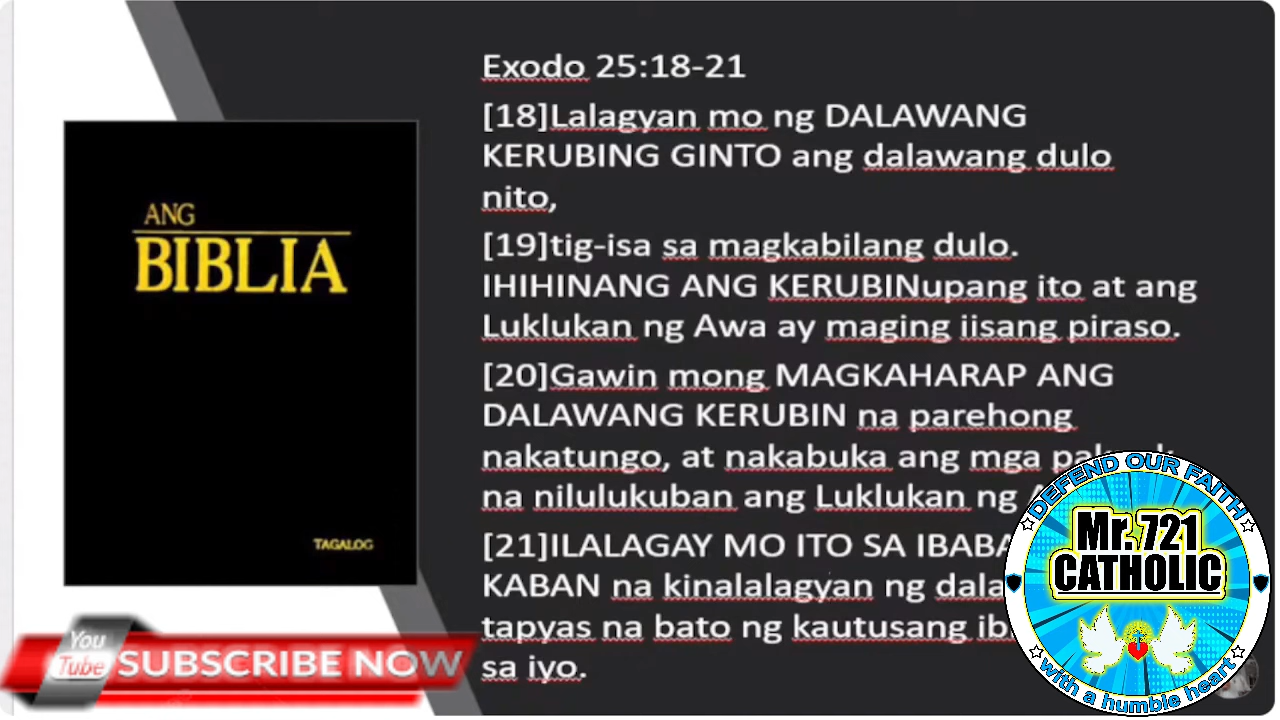 Exodo 25:18-21
[18]Lalagyan mo ng DALAWANG
KERUBING GINTO ang dalawang dulo
nito,
[19]tig-isa sa magkabilang dulo.
IHIHINANG ANG KERUBINupang ito at ang
Luklukan ng Awa ay maging iisang piraso.
[20]Gawin mong MAGKAHARAP ANG
DALAWANG KERUBIN na parehong
nakatungo, at nakabuka ang mga
na nilulukuban ang Luklukan ng
[21]ILALAGAY MO ITO SA
KABAN na kinalalagyan ng
tapyas na bato ng kautusang
sa iyo.
ANG
BIBLIA
TAGALOG
You
Tube
SUBSCRIBE NOW
DEFEND OUR FAITH
Mr. 721
CATHOLIC
with a humble heart